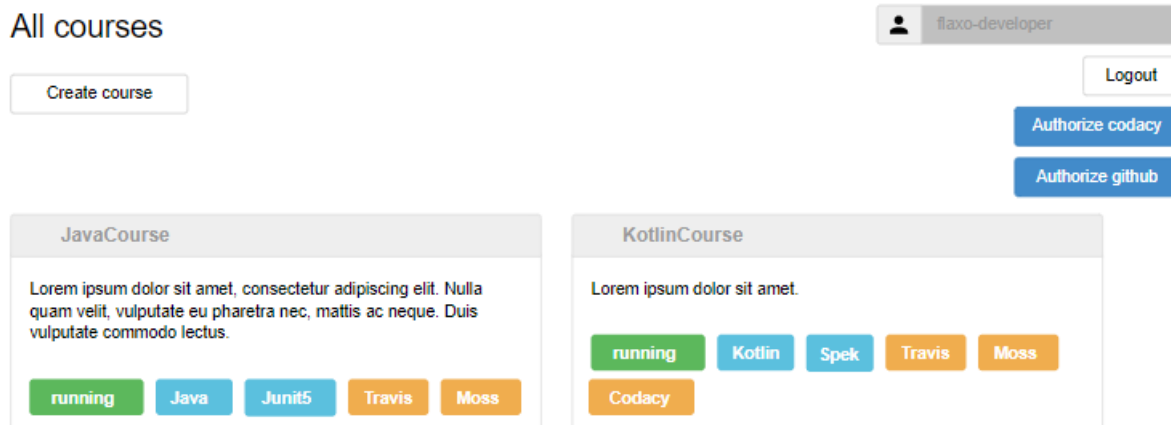 All courses
flaxo-developer
Create course
Logout
Authorize codacy
Authorize github
JavaCourse
Lorem ipsum dolor sit amet, consectetur adipiscing elit. Nulla
quam velit, vulputate eu pharetra nec, mattis ac neque. Duis
vulputate commodo lectus.
running Java Junit5 Travis Moss
KotlinCourse
Lorem ipsum dolor sit amet.
running Kotlin Spek Travis Moss
Codacy